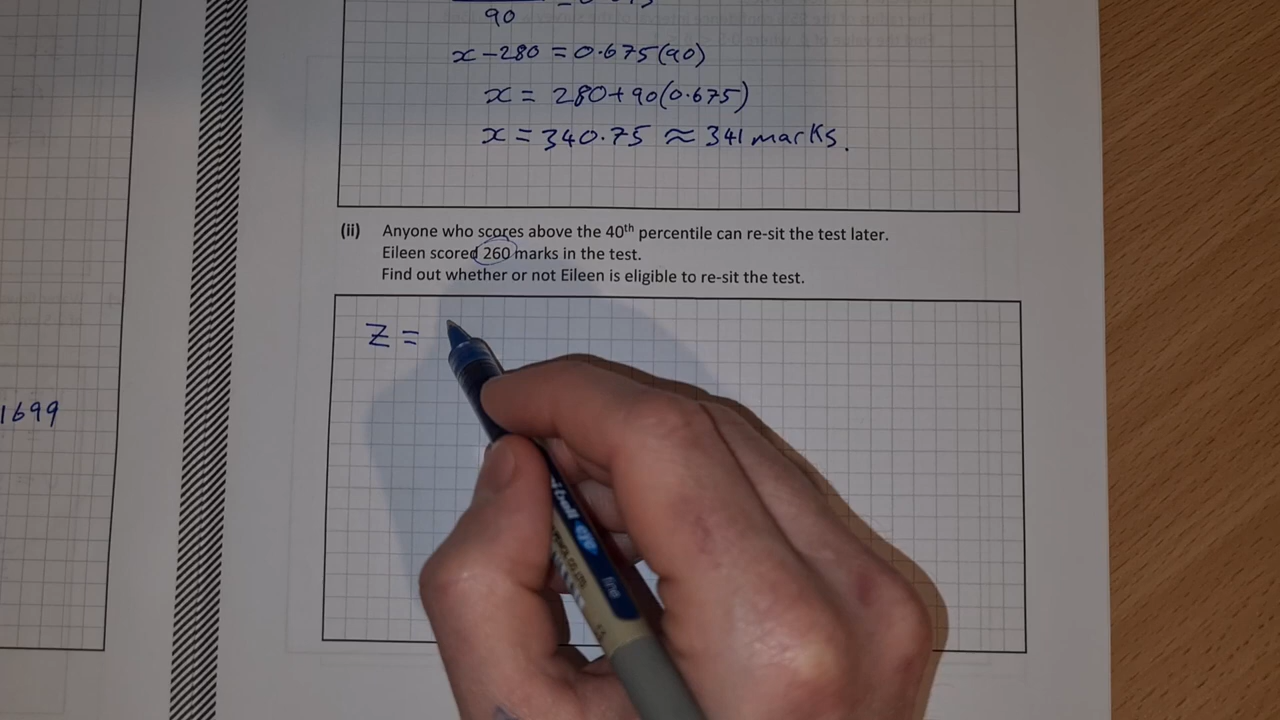 90
x - 280 = 0.675(90)
x = 280 + 90(0.675)
x = 340.75 ≈ 341 marks.
(ii) Anyone who scores above the 40th percentile can re-sit the test later.
Eileen scored 260 marks in the test.
Find out whether or not Eileen is eligible to re-sit the test.
z =
1699
fine